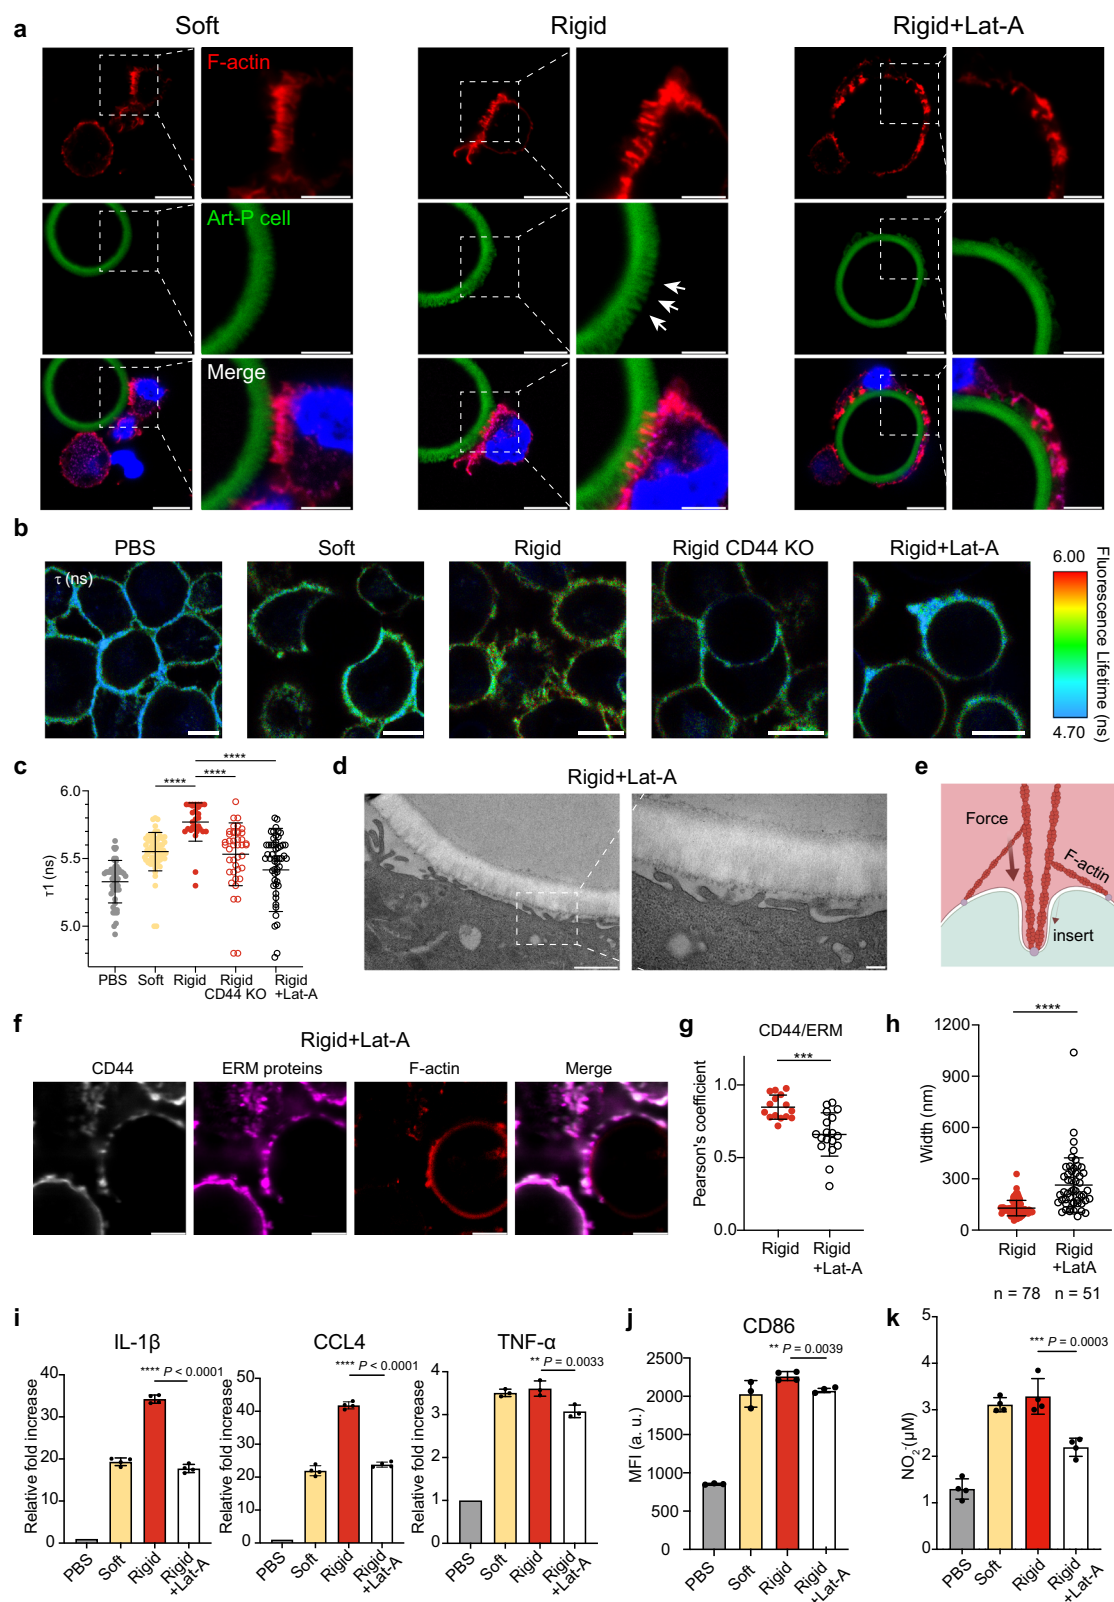 a
Soft
Rigid
Rigid+Lat-A
F-actin
Art-P cell
Merge
b
PBS
Soft
Rigid
Rigid CD44 KO
Rigid+Lat-A
τ (ns)
6.00
Fluorescence Lifetime (ns)
4.70
c
****
****
****
τ1 (ns)
6.0
5.5
5.0
PBS
Soft
Rigid
Rigid
CD44 KO
Rigid
+Lat-A
d
Rigid+Lat-A
e
Force
F-actin
insert
f
Rigid+Lat-A
CD44
ERM proteins
F-actin
Merge
g
CD44/ERM
***
Pearson's coefficient
1.0
0.5
0.0
Rigid
Rigid
+Lat-A
h
****
Width (nm)
1200
900
600
300
0
Rigid
Rigid
+LatA
n = 78
n = 51
i
IL-1β
**** P < 0.0001
Relative fold increase
40
30
20
10
0
PBS
Soft
Rigid
Rigid
+Lat-A
CCL4
**** P < 0.0001
Relative fold increase
60
40
20
0
PBS
Soft
Rigid
Rigid
+Lat-A
TNF-α
** P = 0.0033
Relative fold increase
4
3
2
1
0
PBS
Soft
Rigid
Rigid
+Lat-A
j
CD86
** P = 0.0039
MFI (a. u.)
2500
2000
1500
1000
500
0
PBS
Soft
Rigid
Rigid
+Lat-A
k
*** P = 0.0003
NO₂⁻(μM)
5
4
3
2
1
0
PBS
Soft
Rigid
Rigid
+Lat-A